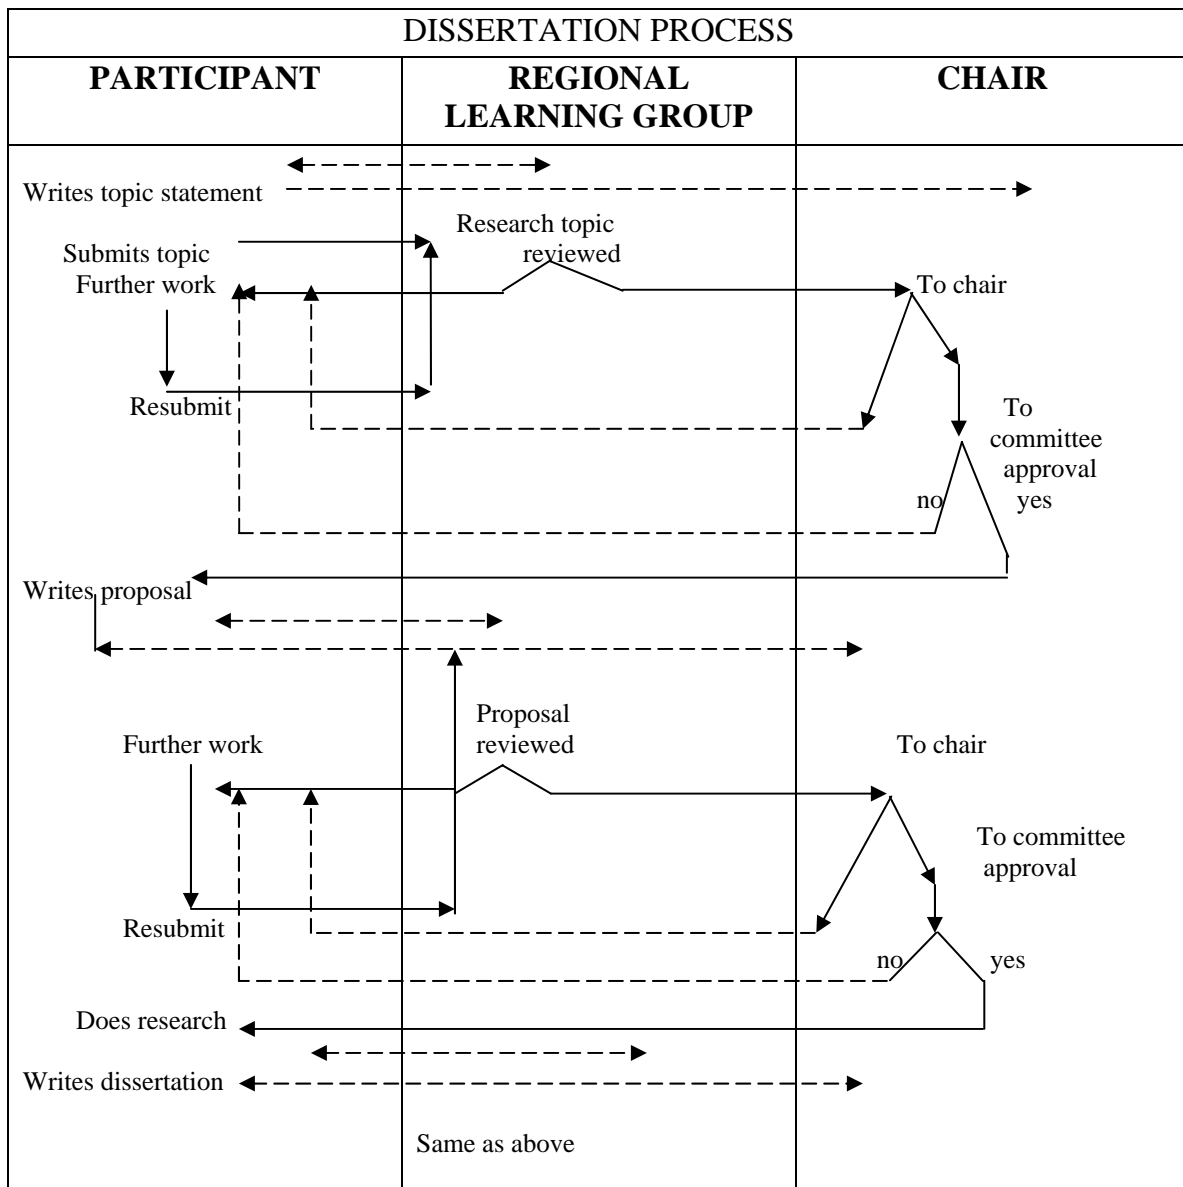 DISSERTATION PROCESS
PARTICIPANT
REGIONAL
LEARNING GROUP
CHAIR
Writes topic statement
Research topic
reviewed
Submits topic
Further work
To chair
Resubmit
To
committee
approval
no
yes
Writes proposal
Proposal
reviewed
Further work
To chair
To committee
approval
Resubmit
no
yes
Does research
Writes dissertation
Same as above